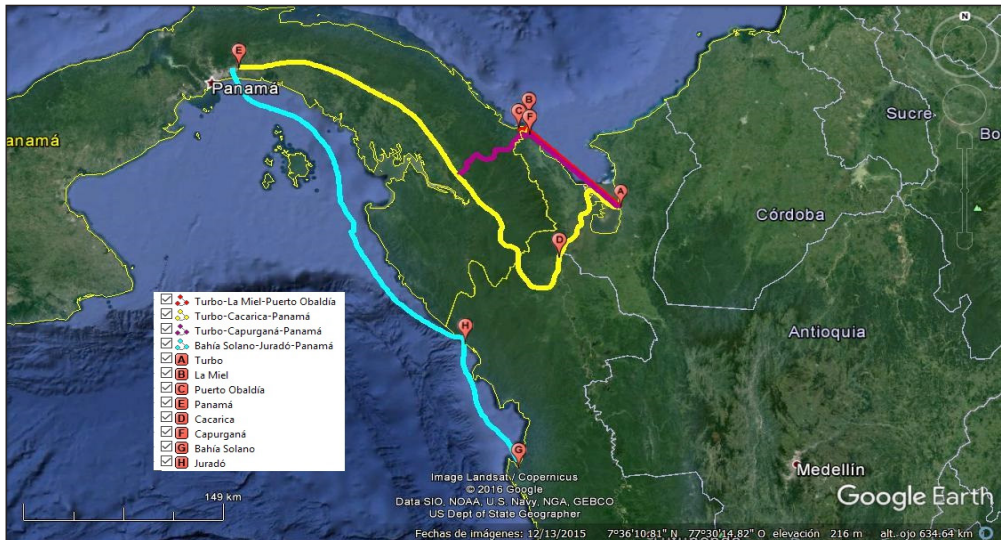 N
E
Panamá
anamá
B
C
F
Sucre
Bo
A
Córdoba
D
Turbo-La Miel-Puerto Obaldía
Turbo-Cacarica-Panamá
Turbo-Capurganá-Panamá
Bahía Solano-Juradó-Panamá
A Turbo
B La Miel
C Puerto Obaldía
E Panamá
D Cacarica
F Capurganá
G Bahía Solano
H Juradó
H
Antioquia
G
Medellín
149 km
Image Landsat / Copernicus
© 2016 Google
Data SIO, NOAA, U.S. Navy, NGA, GEBCO
US Dept of State Geographer
Google Earth
Fechas de imágenes: 12/13/2015 7°36'10.81" N 77°30'14.82" O elevación 216 m alt. ojo 634.64 km